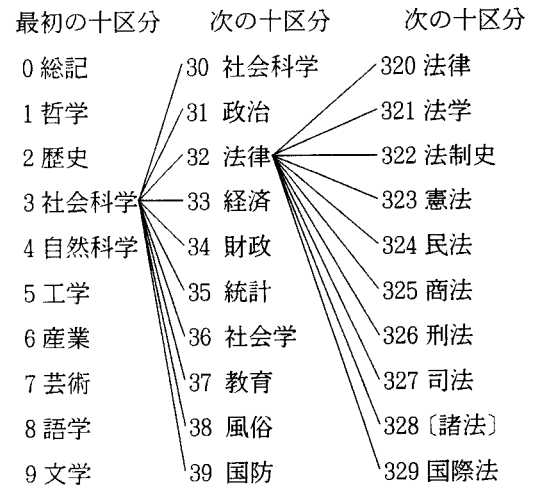 最初の十区分 次の十区分 次の十区分
0 総記 30 社会科学 320 法律
1 哲学 31 政治 321 法学
2 歴史 32 法律 322 法制史
3 社会科学 33 経済 323 憲法
4 自然科学 34 財政 324 民法
5 工学 35 統計 325 商法
6 産業 36 社会学 326 刑法
7 芸術 37 教育 327 司法
8 語学 38 風俗 328〔諸法〕
9 文学 39 国防 329 国際法